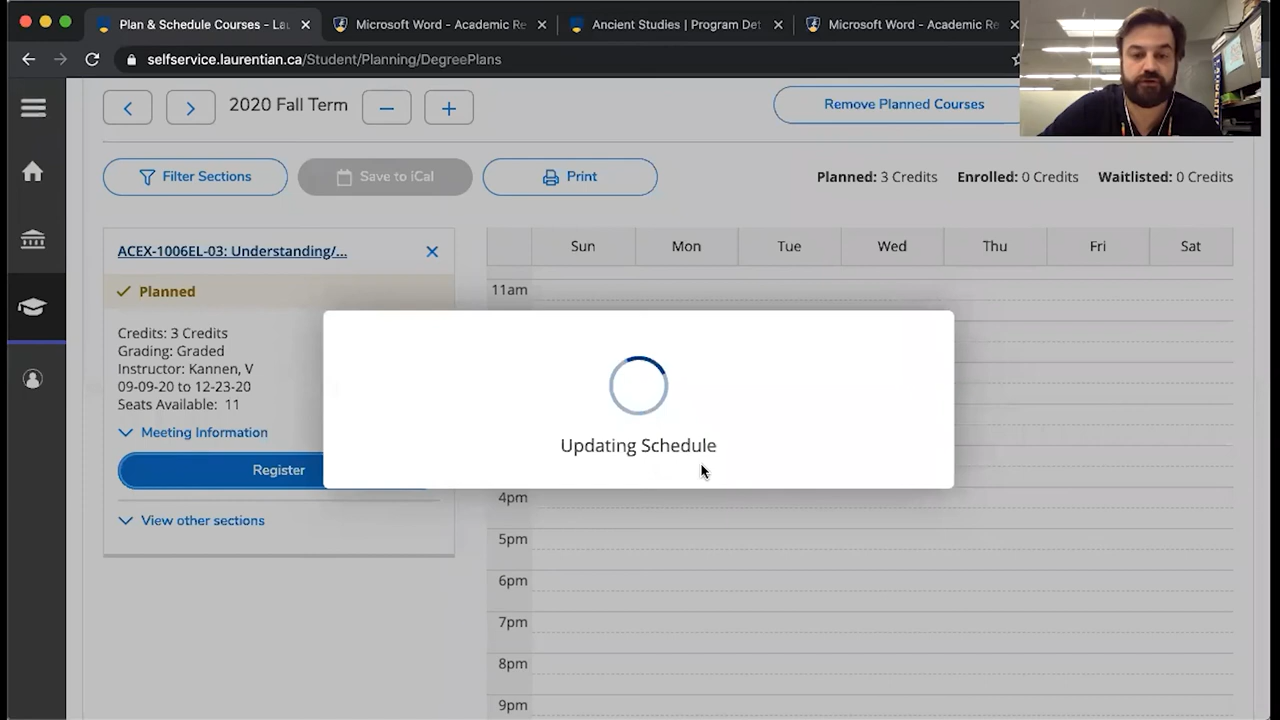 Plan & Schedule Courses - Lau
Microsoft Word - Academic Re
Ancient Studies | Program Det
Microsoft Word - Academic Re
selfservice.laurentian.ca/Student/Planning/DegreePlans
2020 Fall Term
Remove Planned Courses
Filter Sections
Save to iCal
Print
Planned: 3 Credits
Enrolled: 0 Credits
Waitlisted: 0 Credits
ACEX-1006EL-03: Understanding/...
Sun
Mon
Tue
Wed
Thu
Fri
Sat
Planned
11am
Credits: 3 Credits
Grading: Graded
Instructor: Kannen, V
09-09-20 to 12-23-20
Seats Available: 11
Meeting Information
Register
View other sections
Updating Schedule
4pm
5pm
6pm
7pm
8pm
9pm